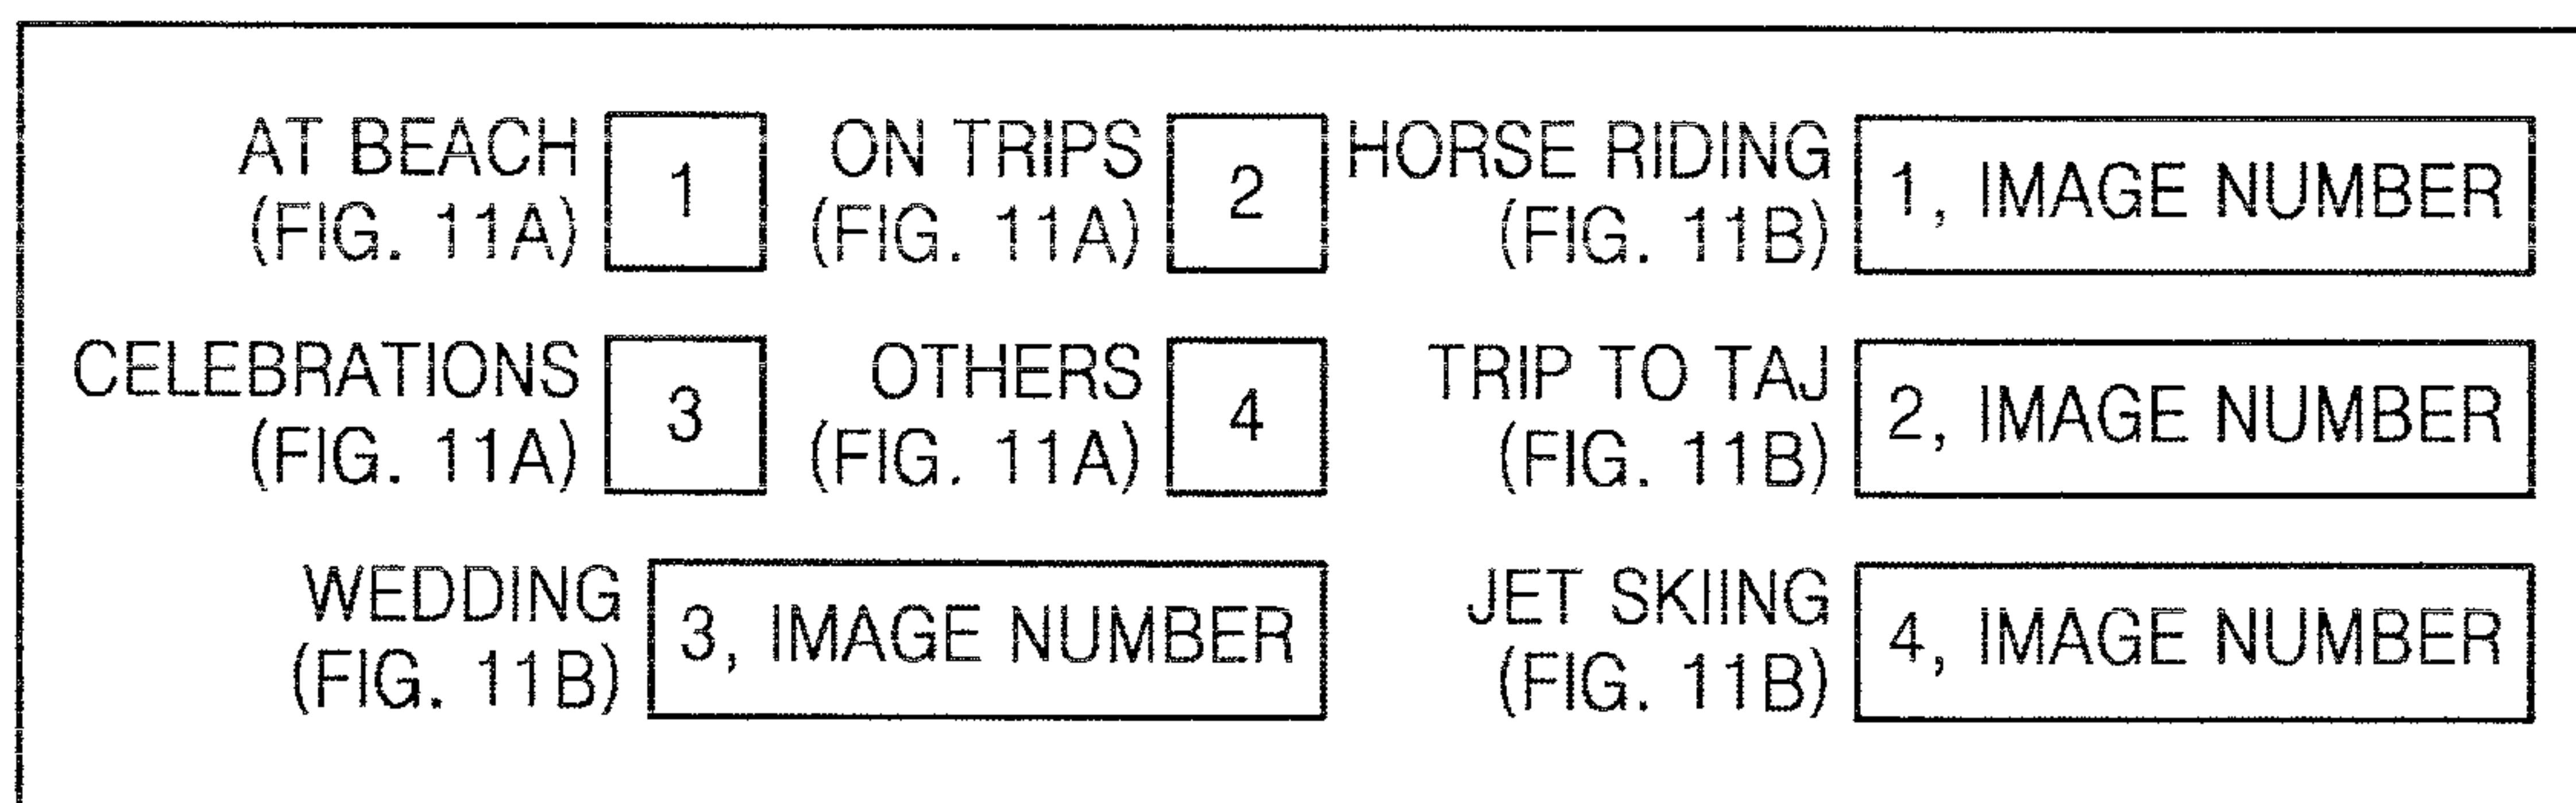 AT BEACH
(FIG. 11A)
1
ON TRIPS
(FIG. 11A)
2
HORSE RIDING
(FIG. 11B)
1, IMAGE NUMBER
CELEBRATIONS
(FIG. 11A)
3
OTHERS
(FIG. 11A)
4
TRIP TO TAJ
(FIG. 11B)
2, IMAGE NUMBER
WEDDING
(FIG. 11B)
3, IMAGE NUMBER
JET SKIING
(FIG. 11B)
4, IMAGE NUMBER